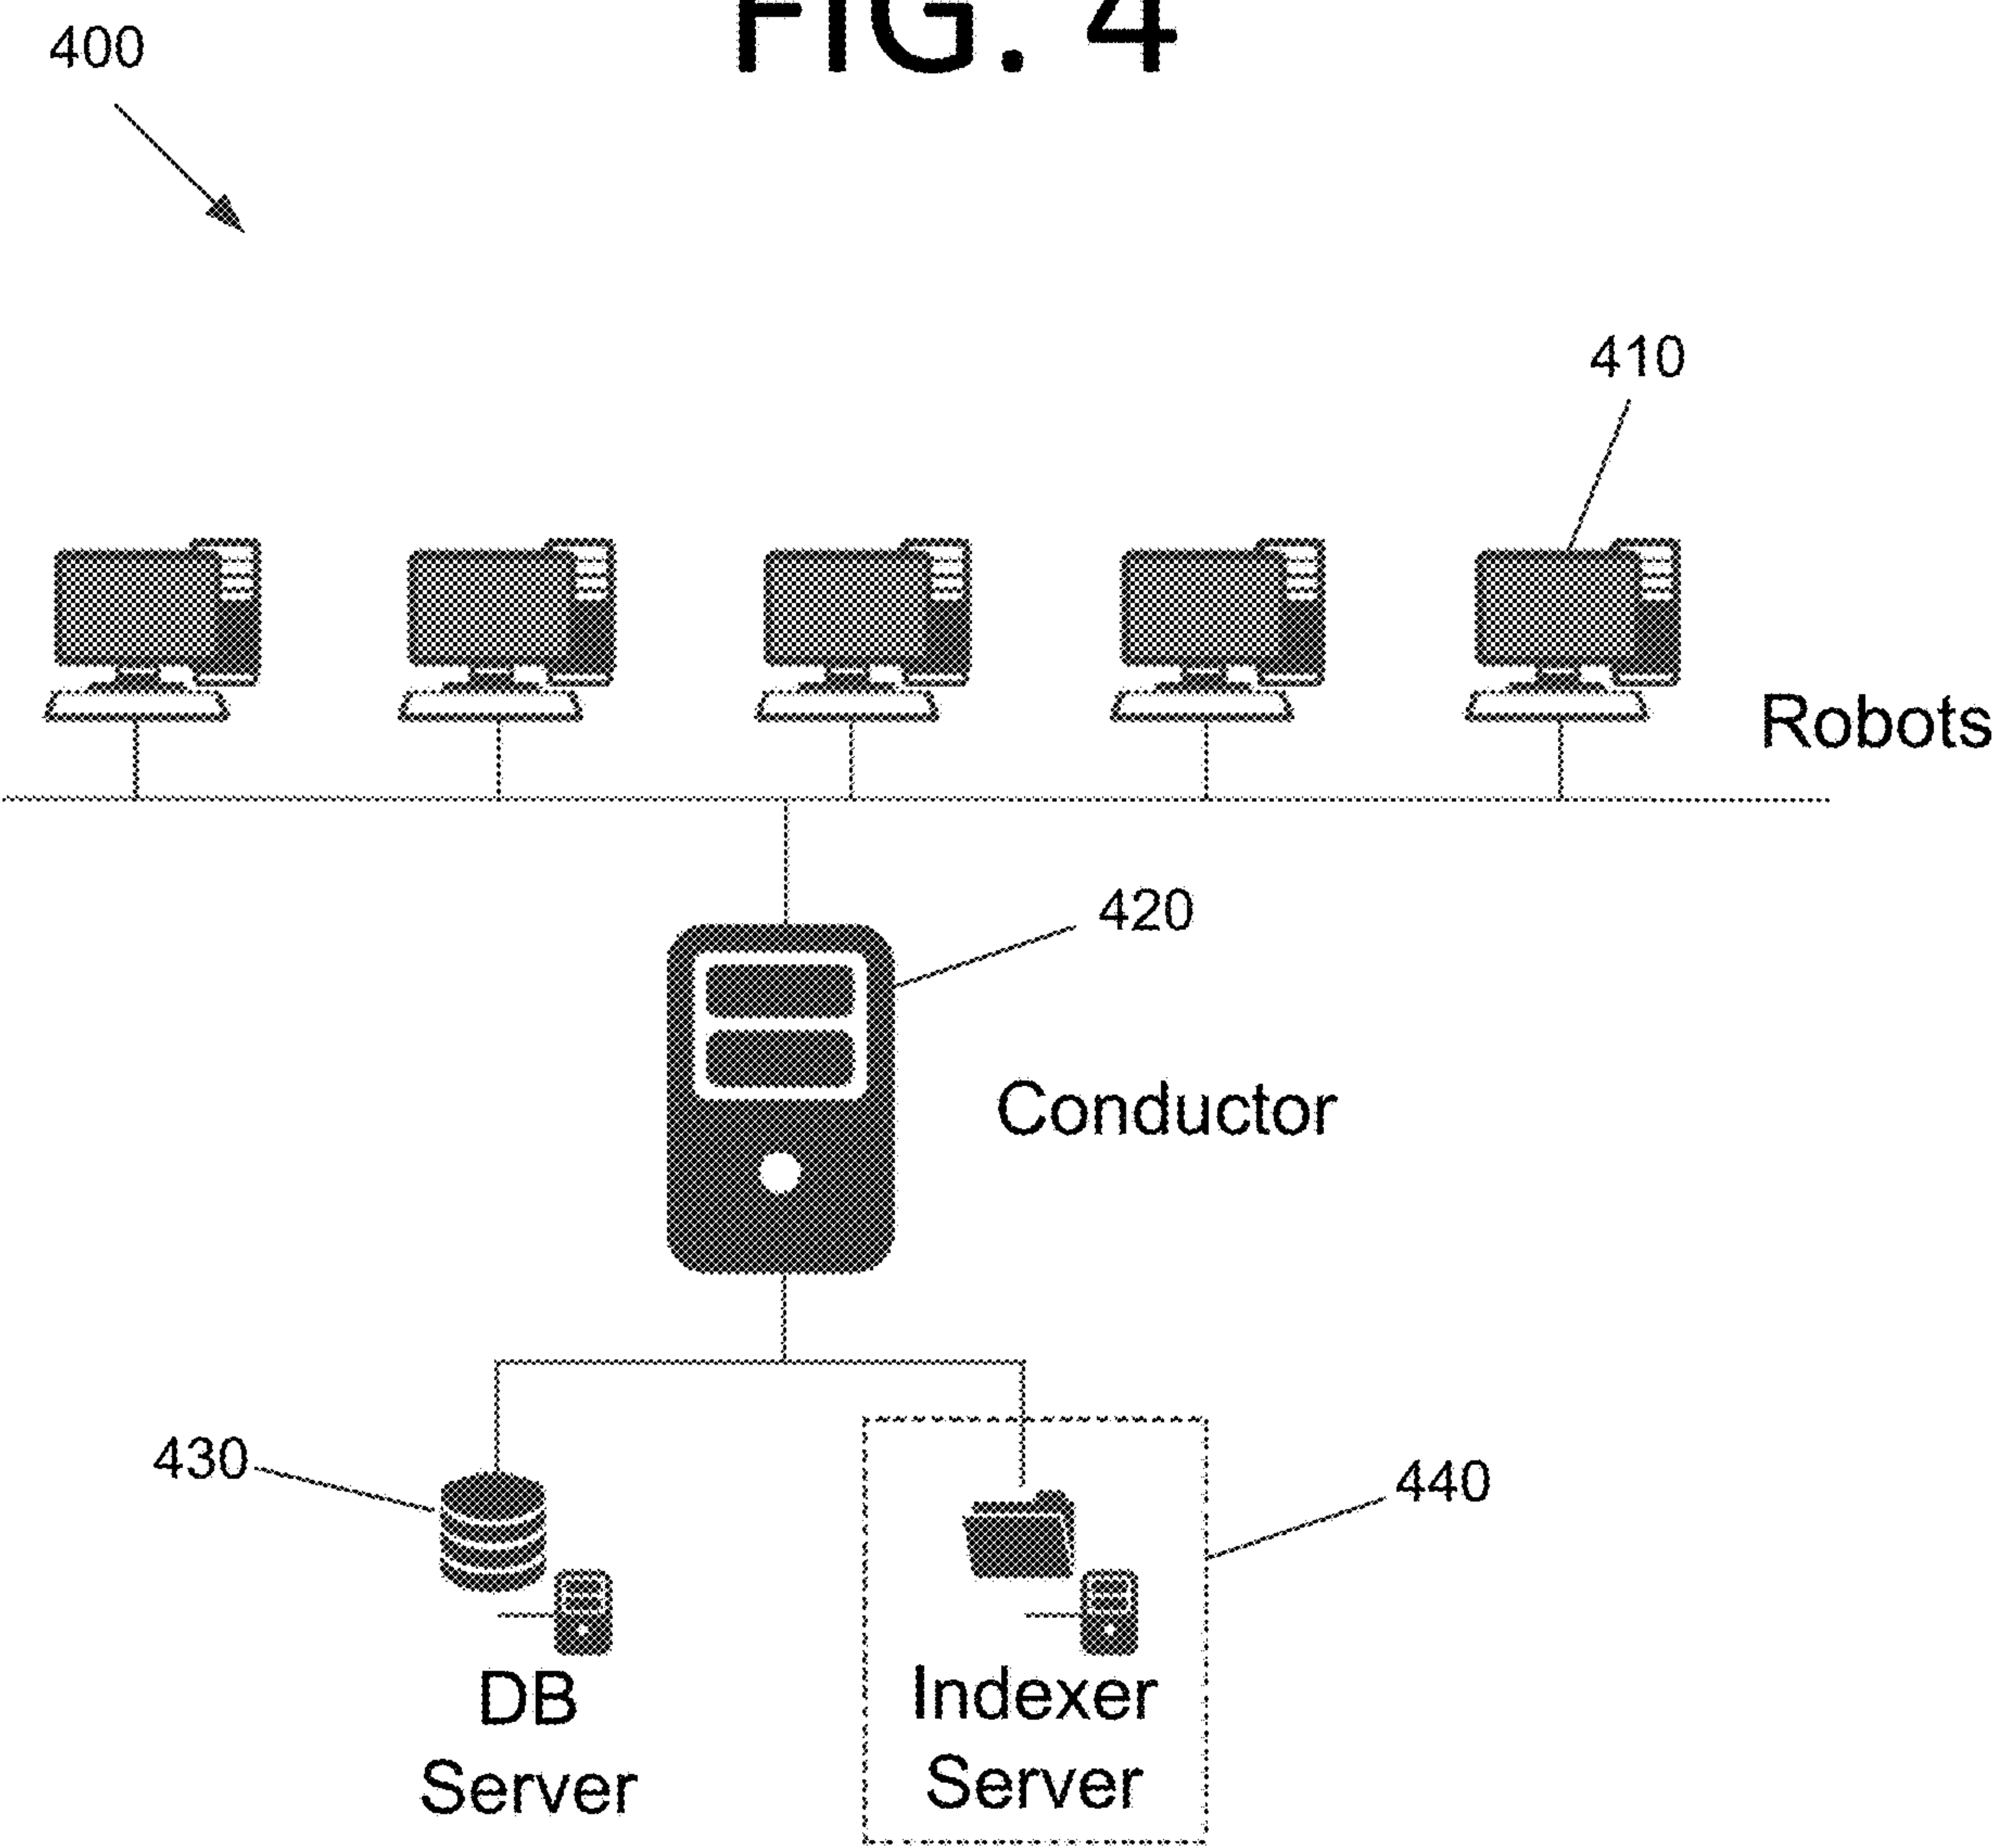 FIG. 4
400
410
Robots
420
Conductor
430
440
DB
Server
Indexer
Server